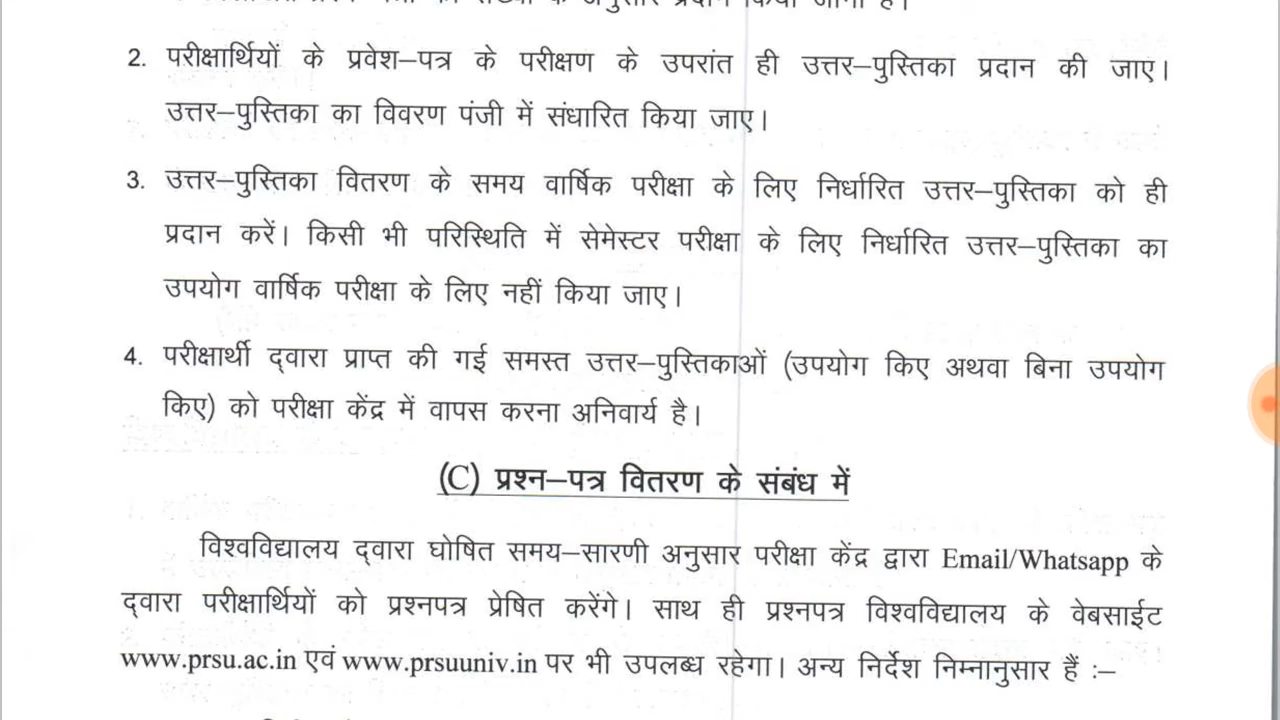 के अनुसार प्रदान किया जाना है।
2. परीक्षार्थियों के प्रवेश–पत्र के परीक्षण के उपरांत ही उत्तर–पुस्तिका प्रदान की जाए।
उत्तर–पुस्तिका का विवरण पंजी में संधारित किया जाए।
3. उत्तर–पुस्तिका वितरण के समय वार्षिक परीक्षा के लिए निर्धारित उत्तर–पुस्तिका को ही
प्रदान करें। किसी भी परिस्थिति में सेमेस्टर परीक्षा के लिए निर्धारित उत्तर–पुस्तिका का
उपयोग वार्षिक परीक्षा के लिए नहीं किया जाए।
4. परीक्षार्थी द्वारा प्राप्त की गई समस्त उत्तर–पुस्तिकाओं (उपयोग किए अथवा बिना उपयोग
किए) को परीक्षा केंद्र में वापस करना अनिवार्य है।
(C) प्रश्न–पत्र वितरण के संबंध में
विश्वविद्यालय द्वारा घोषित समय–सारणी अनुसार परीक्षा केंद्र द्वारा Email/Whatsapp के
द्वारा परीक्षार्थियों को प्रश्नपत्र प्रेषित करेंगे। साथ ही प्रश्नपत्र विश्वविद्यालय के वेबसाईट
www.prsu.ac.in एवं www.prsuuniv.in पर भी उपलब्ध रहेगा। अन्य निर्देश निम्नानुसार हैं :–